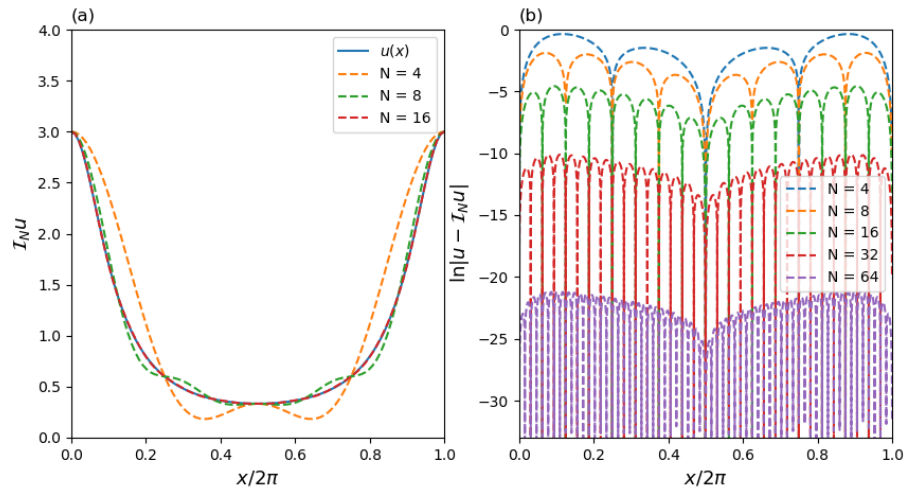 (a)
4.0
3.5
3.0
2.5
2.0
1.5
1.0
0.5
0.0
0.0 0.2 0.4 0.6 0.8 1.0
x/2π
𝓘_N u
u(x)
N = 4
N = 8
N = 16
(b)
0
−5
−10
−15
−20
−25
−30
0.0 0.2 0.4 0.6 0.8 1.0
x/2π
ln|u − 𝓘_N u|
N = 4
N = 8
N = 16
N = 32
N = 64